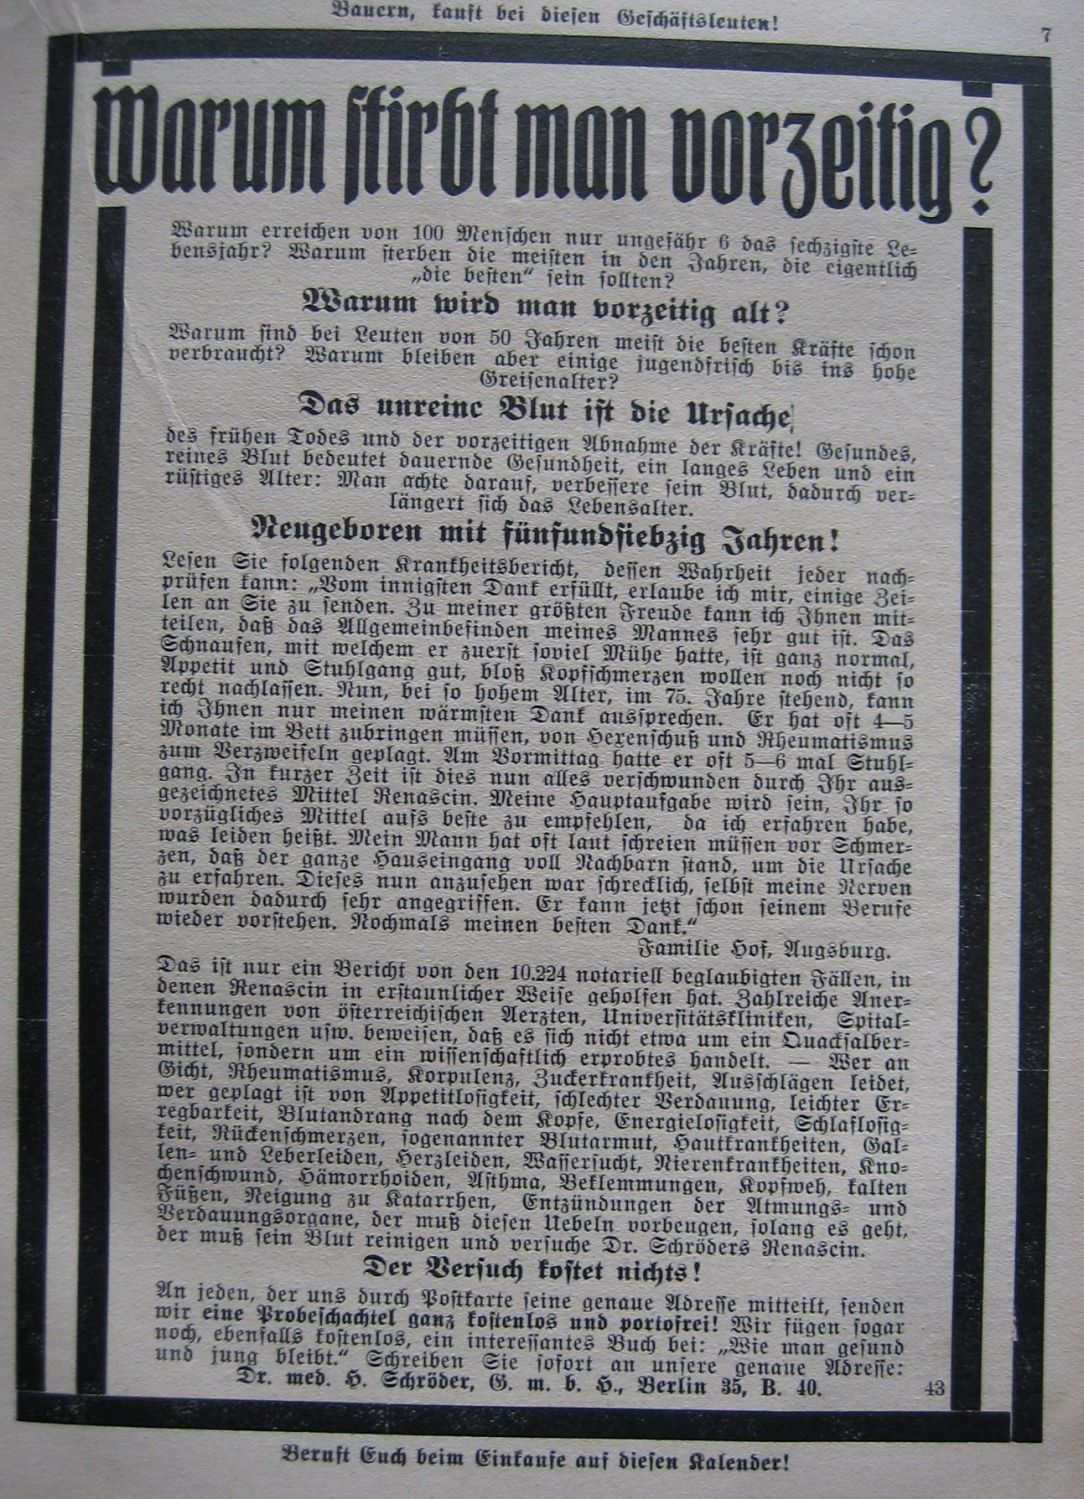 Bauern, kauft bei diesen Geschäftsleuten!
7
Warum stirbt man vorzeitig?
Warum erreichen von 100 Menschen nur ungefähr 6 das sechzigste Le-
bensjahr? Warum sterben die meisten in den Jahren, die eigentlich
„die besten“ sein sollten?
Warum wird man vorzeitig alt?
Warum sind bei Leuten von 50 Jahren meist die besten Kräfte schon
verbraucht? Warum bleiben aber einige jugendfrisch bis ins hohe
Greisenalter?
Das unreine Blut ist die Ursache
des frühen Todes und der vorzeitigen Abnahme der Kräfte! Gesundes,
reines Blut bedeutet dauernde Gesundheit, ein langes Leben und ein
rüstiges Alter: Man achte darauf, verbessere sein Blut, dadurch ver-
längert sich das Lebensalter.
Neugeboren mit fünfundsiebzig Jahren!
Lesen Sie folgenden Krankheitsbericht, dessen Wahrheit jeder nach-
prüfen kann: „Vom innigsten Dank erfüllt, erlaube ich mir, einige Zei-
len an Sie zu senden. Zu meiner größten Freude kann ich Ihnen mit-
teilen, daß das Allgemeinbefinden meines Mannes sehr gut ist. Das
Schnaufen, mit welchem er zuerst soviel Mühe hatte, ist ganz normal,
Appetit und Stuhlgang gut, bloß Kopfschmerzen wollen noch nicht so
recht nachlassen. Nun, bei so hohem Alter, im 75. Jahre stehend, kann
ich Ihnen nur meinen wärmsten Dank aussprechen. Er hat oft 4—5
Monate im Bett zubringen müssen, von Hexenschuß und Rheumatismus
zum Verzweifeln geplagt. Am Vormittag hatte er oft 5—6 mal Stuhl-
gang. In kurzer Zeit ist dies nun alles verschwunden durch Ihr aus-
gezeichnetes Mittel Renascin. Meine Hauptaufgabe wird sein, Ihr so
vorzügliches Mittel aufs beste zu empfehlen, da ich erfahren habe,
was leiden heißt. Mein Mann hat oft laut schreien müssen vor Schmer-
zen, daß der ganze Hauseingang voll Nachbarn stand, um die Ursache
zu erfahren. Dieses nun anzusehen war schrecklich, selbst meine Nerven
wurden dadurch sehr angegriffen. Er kann jetzt schon seinem Berufe
wieder vorstehen. Nochmals meinen besten Dank.“
Familie Hof, Augsburg.
Das ist nur ein Bericht von den 10.224 notariell beglaubigten Fällen, in
denen Renascin in erstaunlicher Weise geholfen hat. Zahlreiche Aner-
kennungen von österreichischen Aerzten, Universitätskliniken, Spital-
verwaltungen usw. beweisen, daß es sich nicht etwa um ein Quacksalber-
mittel, sondern um ein wissenschaftlich erprobtes handelt. — Wer an
Gicht, Rheumatismus, Korpulenz, Zuckerkrankheit, Ausschlägen leidet,
wer geplagt ist von Appetitlosigkeit, schlechter Verdauung, leichter Er-
regbarkeit, Blutandrang nach dem Kopfe, Energielosigkeit, Schlaflosig-
keit, Rückenschmerzen, sogenannter Blutarmut, Hautkrankheiten, Gal-
len- und Leberleiden, Herzleiden, Wassersucht, Nierenkrankheiten, Kno-
chenschwund, Hämorrhoiden, Asthma, Beklemmungen, Kopfweh, kalten
Füßen, Neigung zu Katarrhen, Entzündungen der Atmungs- und
Verdauungsorgane, der muß diesen Uebeln vorbeugen, solang es geht,
der muß sein Blut reinigen und versuche Dr. Schröders Renascin.
Der Versuch kostet nichts!
An jeden, der uns durch Postkarte seine genaue Adresse mitteilt, senden
wir eine Probeschachtel ganz kostenlos und portofrei! Wir fügen sogar
noch, ebenfalls kostenlos, ein interessantes Buch bei: „Wie man gesund
und jung bleibt.“ Schreiben Sie sofort an unsere genaue Adresse:
Dr. med. H. Schröder, G. m. b. H., Berlin 35, B. 40.
43
Beruft Euch beim Einkaufe auf diesen Kalender!